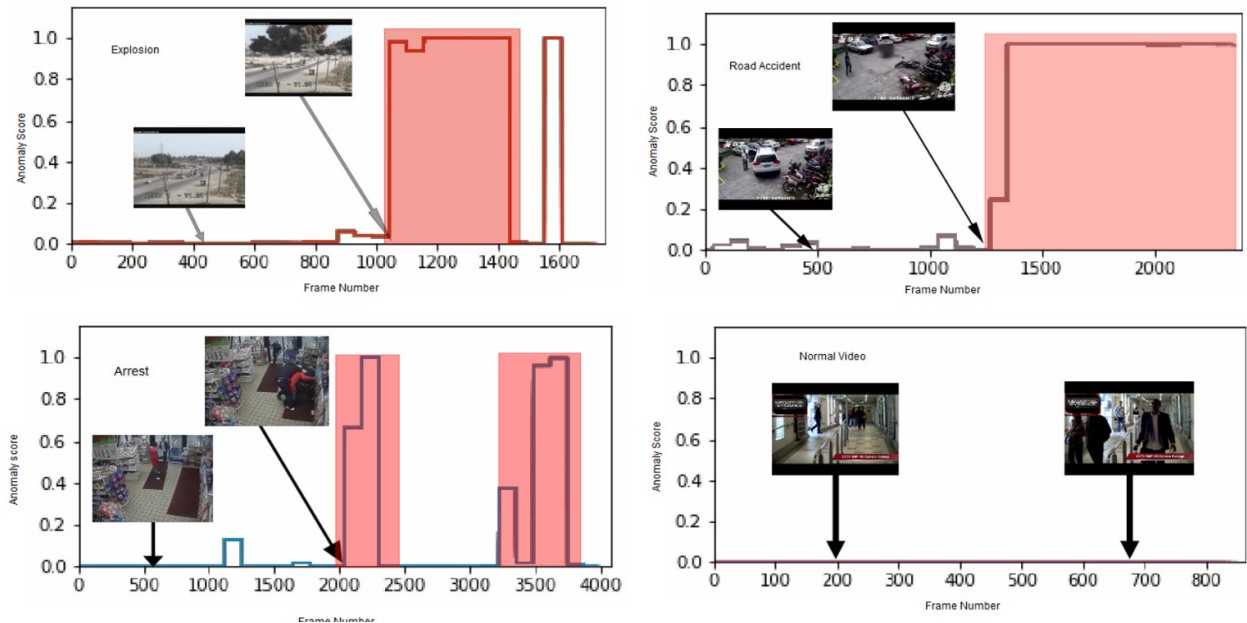 Explosion
1.0
0.8
0.6
0.4
0.2
0.0
Anomaly Score
0 200 400 600 800 1000 1200 1400 1600
Frame Number
Road Accident
1.0
0.8
0.6
0.4
0.2
0.0
Anomaly Score
0 500 1000 1500 2000
Frame Number
Arrest
1.0
0.8
0.6
0.4
0.2
0.0
Anomaly score
0 500 1000 1500 2000 2500 3000 3500 4000
Frame Number
Normal Video
1.0
0.8
0.6
0.4
0.2
0.0
Anomaly Score
0 100 200 300 400 500 600 700 800
Frame Number